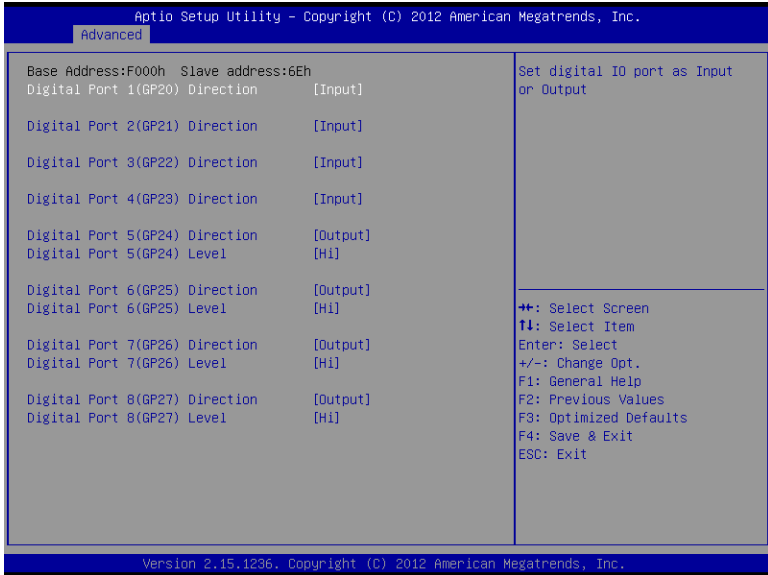 Aptio Setup Utility – Copyright (C) 2012 American Megatrends, Inc.
Advanced
Base Address:F000h Slave address:6Eh
Digital Port 1(GP20) Direction [Input]
Digital Port 2(GP21) Direction [Input]
Digital Port 3(GP22) Direction [Input]
Digital Port 4(GP23) Direction [Input]
Digital Port 5(GP24) Direction [Output]
Digital Port 5(GP24) Level [Hi]
Digital Port 6(GP25) Direction [Output]
Digital Port 6(GP25) Level [Hi]
Digital Port 7(GP26) Direction [Output]
Digital Port 7(GP26) Level [Hi]
Digital Port 8(GP27) Direction [Output]
Digital Port 8(GP27) Level [Hi]
Set digital IO port as Input
or Output
→←: Select Screen
↑↓: Select Item
Enter: Select
+/-: Change Opt.
F1: General Help
F2: Previous Values
F3: Optimized Defaults
F4: Save & Exit
ESC: Exit
Version 2.15.1236. Copyright (C) 2012 American Megatrends, Inc.